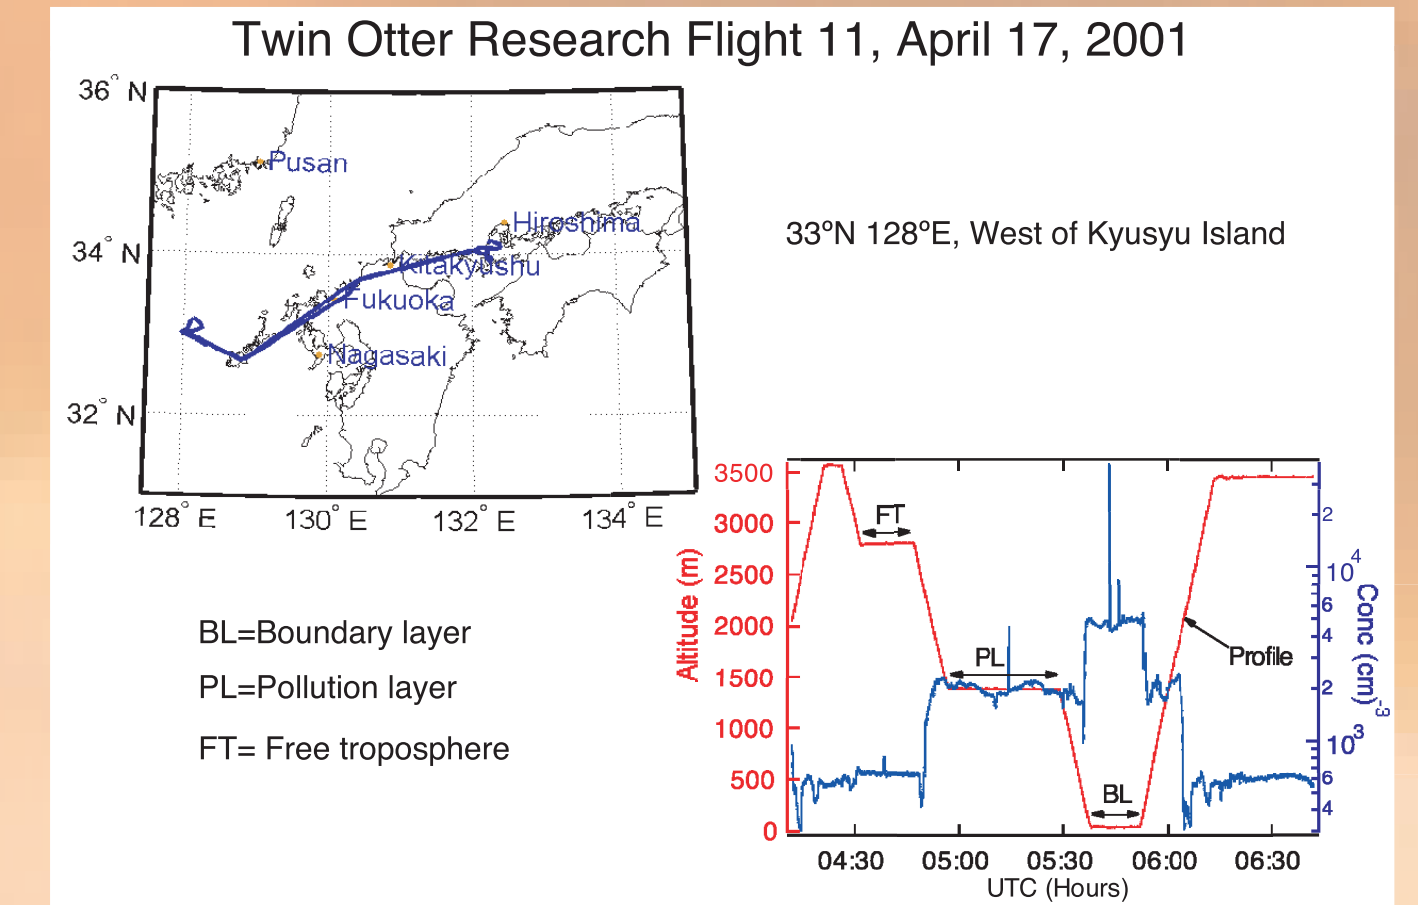 Twin Otter Research Flight 11, April 17, 2001
36° N
34° N
32° N
128° E
130° E
132° E
134° E
Pusan
Hiroshima
Kitakyushu
Fukuoka
Nagasaki
33ºN 128ºE, West of Kyusyu Island
BL=Boundary layer
PL=Pollution layer
FT= Free troposphere
Altitude (m)
3500
3000
2500
2000
1500
1000
500
0
FT
PL
BL
Profile
2
10⁴
6
4
2
10³
6
4
Conc (cm)⁻³
04:30
05:00
05:30
06:00
06:30
UTC (Hours)